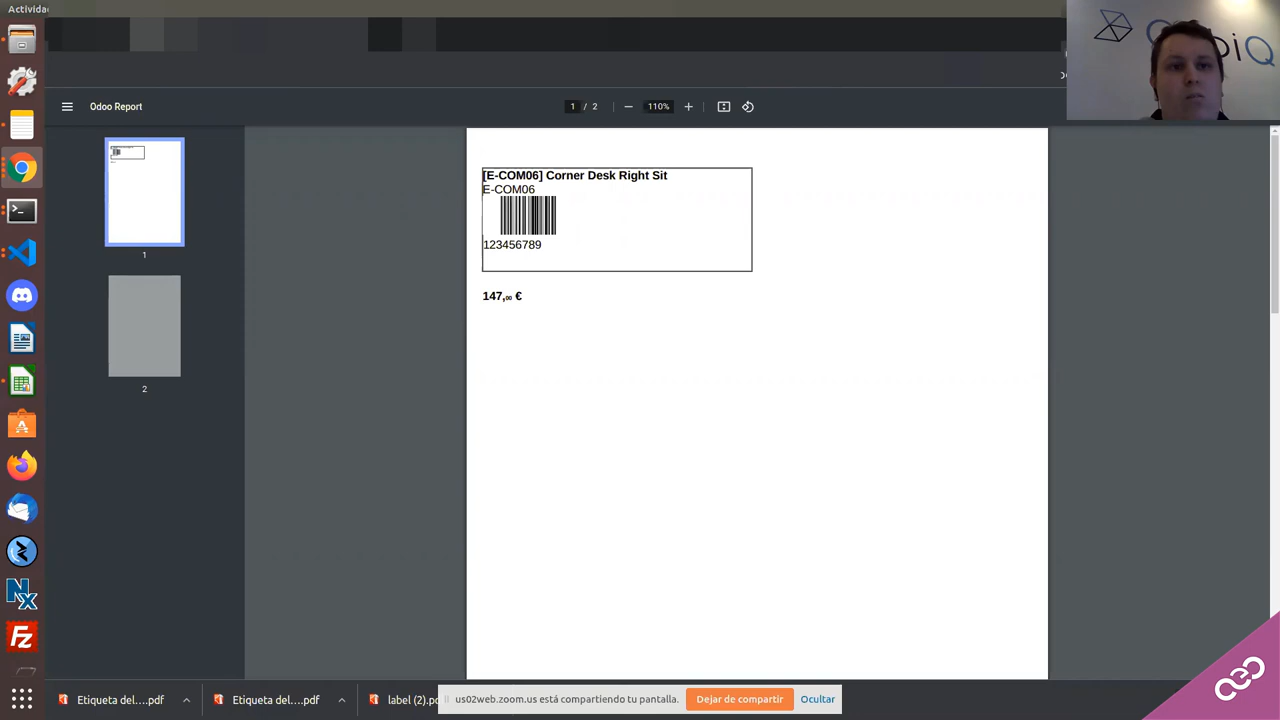 Activida
Odoo Report
1 / 2
110%
1
2
[E-COM06] Corner Desk Right Sit
E-COM06
123456789
147,00 €
Etiqueta del....pdf
Etiqueta del....pdf
label (2).p
us02web.zoom.us está compartiendo tu pantalla.
Dejar de compartir
Ocultar